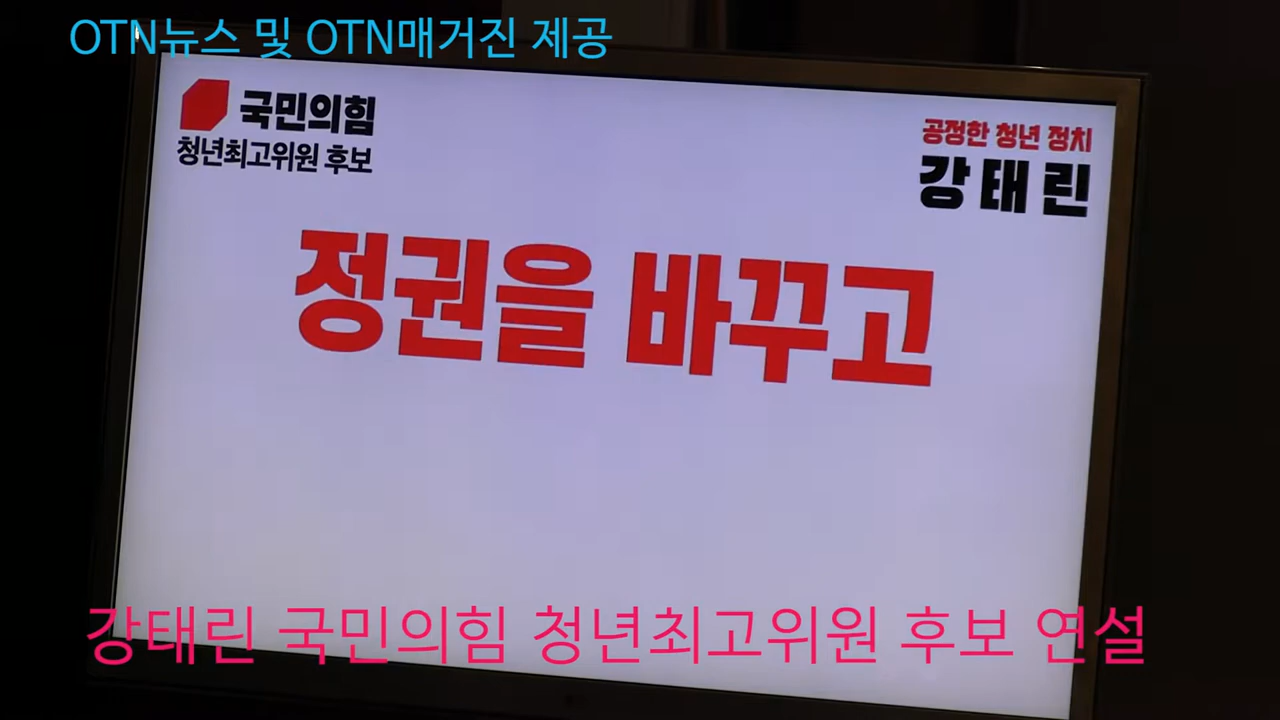 OTN뉴스 및 OTN매거진 제공
국민의힘
청년최고위원 후보
공정한 청년 정치
강태린
정권을 바꾸고
강태린 국민의힘 청년최고위원 후보 연설